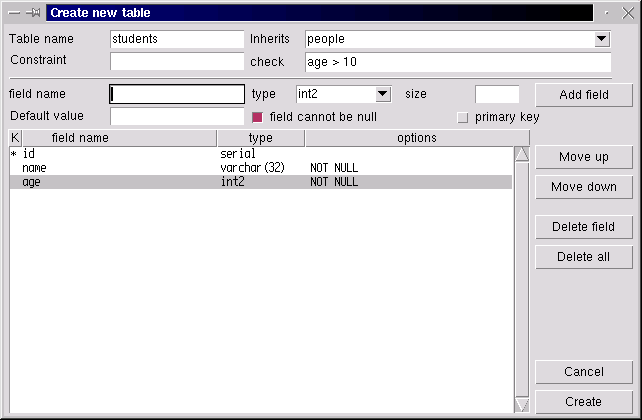 Create new table
Table name students Inherits people
Constraint check age > 10
field name type int2 size Add field
Default value field cannot be null primary key
K field name type options
* id serial
name varchar(32) NOT NULL
age int2 NOT NULL
Move up
Move down
Delete field
Delete all
Cancel
Create